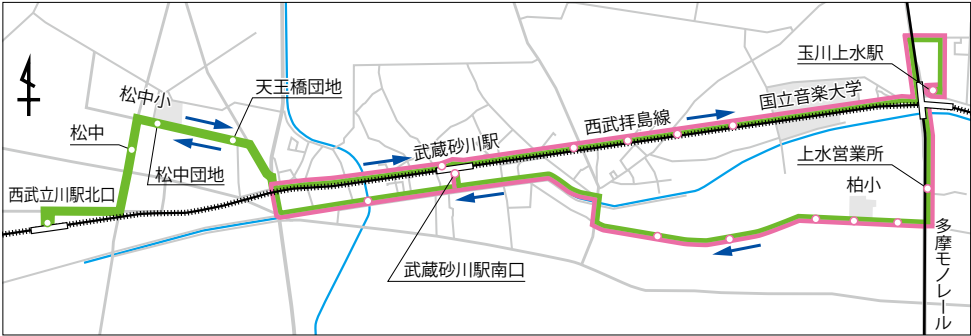 玉川上水駅
天王橋団地
松中小
国立音楽大学
西武拝島線
武蔵砂川駅
松中
松中団地
上水営業所
西武立川駅北口
柏小
武蔵砂川駅南口
多摩モノレール